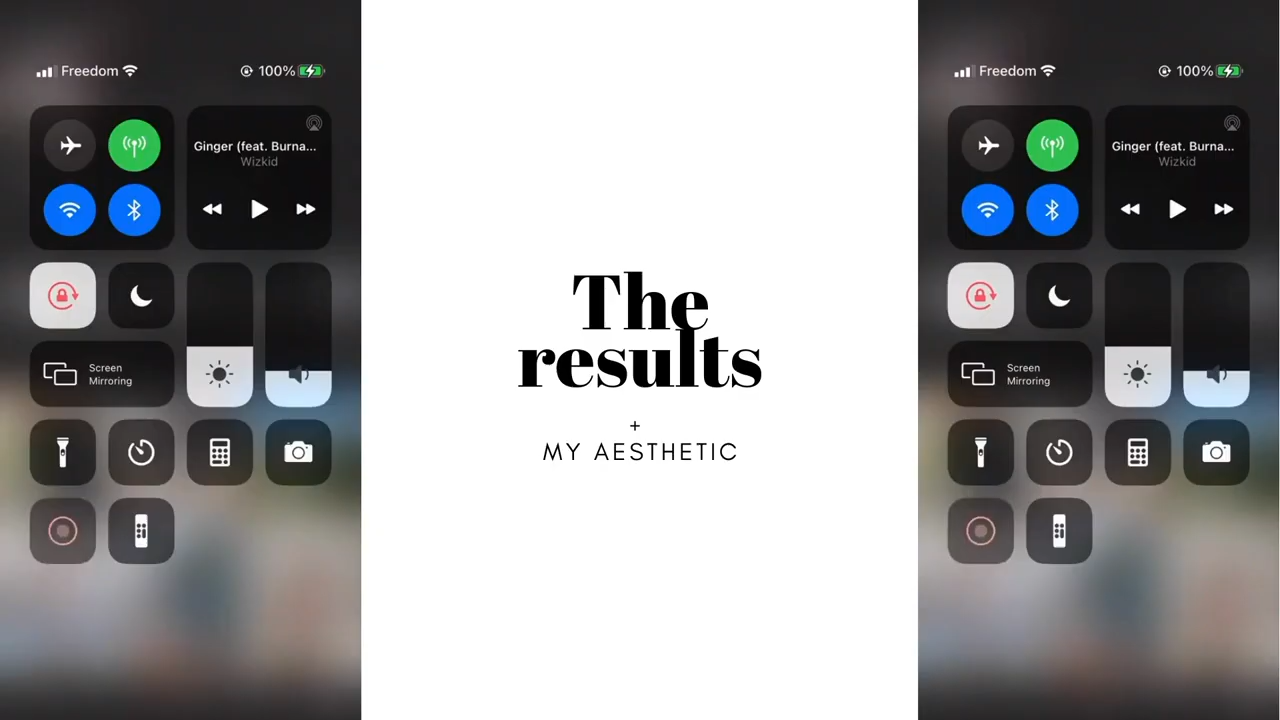 Freedom 100%
Ginger (feat. Burna...
Wizkid
Screen
Mirroring
The
results
+
MY AESTHETIC
Freedom 100%
Ginger (feat. Burna...
Wizkid
Screen
Mirroring